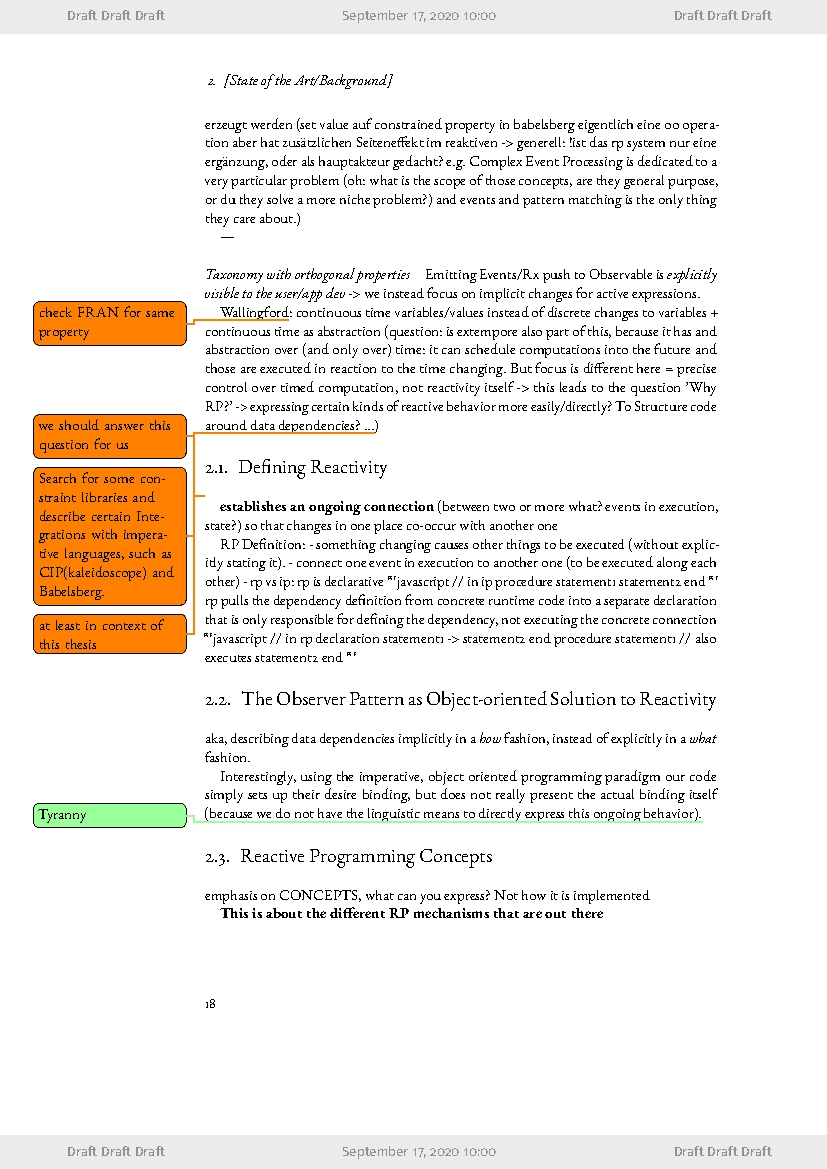 Draft Draft Draft September 17, 2020 10:00 Draft Draft Draft
2. [State of the Art/Background]
erzeugt werden (set value auf constrained property in babelsberg eigentlich eine oo opera-
tion aber hat zusätzlichen Seiteneffekt im reaktiven -> generell: !ist das rp system nur eine
ergänzung, oder als hauptakteur gedacht? e.g. Complex Event Processing is dedicated to a
very particular problem (oh: what is the scope of those concepts, are they general purpose,
or du they solve a more niche problem?) and events and pattern matching is the only thing
they care about.)
—
Taxonomy with orthogonal properties Emitting Events/Rx push to Observable is explicitly
visible to the user/app dev -> we instead focus on implicit changes for active expressions.
check FRAN for same
property
Wallingford: continuous time variables/values instead of discrete changes to variables +
continuous time as abstraction (question: is extempore also part of this, because it has and
abstraction over (and only over) time: it can schedule computations into the future and
those are executed in reaction to the time changing. But focus is different here = precise
control over timed computation, not reactivity itself -> this leads to the question 'Why
RP?' -> expressing certain kinds of reactive behavior more easily/directly? To Structure code
around data dependencies? ...)
we should answer this
question for us
Search for some con-
straint libraries and
describe certain Inte-
grations with impera-
tive languages, such as
CIP(kaleidoscope) and
Babelsberg.
at least in context of
this thesis
2.1. Defining Reactivity
establishes an ongoing connection (between two or more what? events in execution,
state?) so that changes in one place co-occur with another one
RP Definition: - something changing causes other things to be executed (without explic-
itly stating it). - connect one event in execution to another one (to be executed along each
other) - rp vs ip: rp is declarative "'javascript // in ip procedure statement1 statement2 end "'
rp pulls the dependency definition from concrete runtime code into a separate declaration
that is only responsible for defining the dependency, not executing the concrete connection
"'javascript // in rp declaration statement1 -> statement2 end procedure statement1 // also
executes statement2 end "'
2.2. The Observer Pattern as Object-oriented Solution to Reactivity
aka, describing data dependencies implicitly in a how fashion, instead of explicitly in a what
fashion.
Interestingly, using the imperative, object oriented programming paradigm our code
simply sets up their desire binding, but does not really present the actual binding itself
(because we do not have the linguistic means to directly express this ongoing behavior).
Tyranny
2.3. Reactive Programming Concepts
emphasis on CONCEPTS, what can you express? Not how it is implemented
This is about the different RP mechanisms that are out there
18
Draft Draft Draft September 17, 2020 10:00 Draft Draft Draft